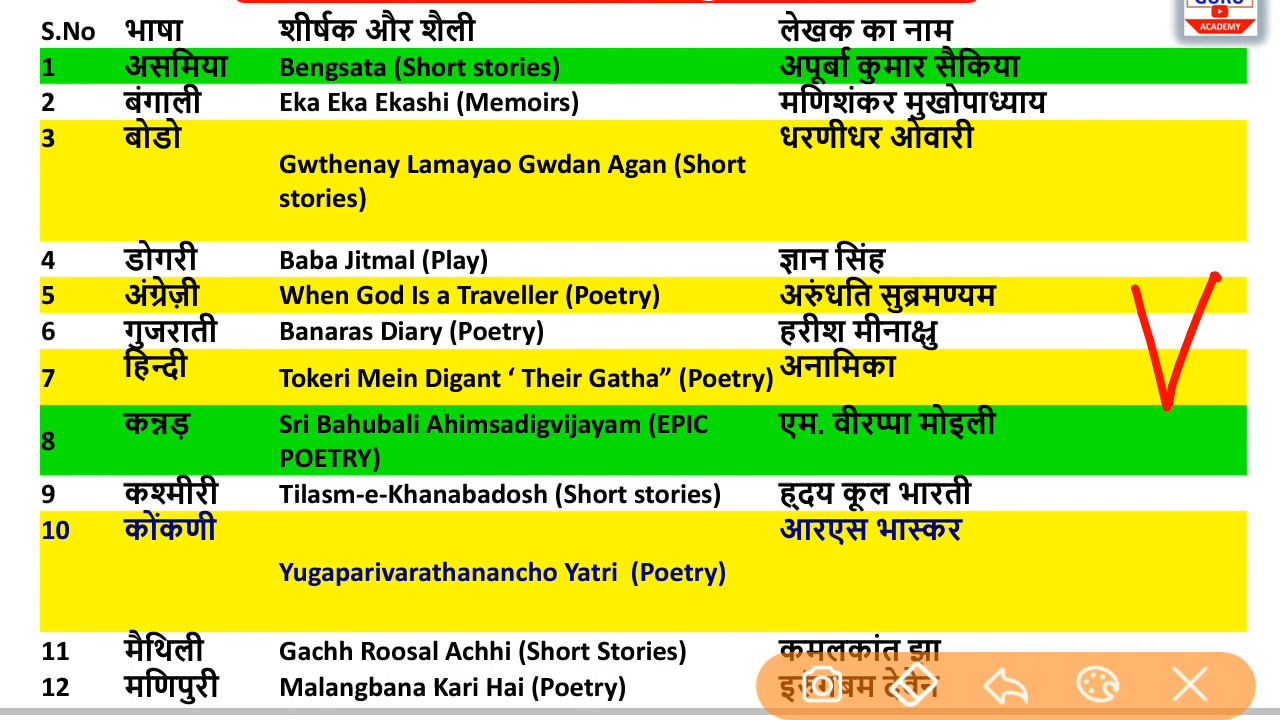 GURU
ACADEMY
S.No भाषा शीर्षक और शैली लेखक का नाम
1 असमिया Bengsata (Short stories) अपूर्बा कुमार सैकिया
2 बंगाली Eka Eka Ekashi (Memoirs) मणिशंकर मुखोपाध्याय
3 बोडो धरणीधर ओवारी
Gwthenay Lamayao Gwdan Agan (Short
stories)
4 डोगरी Baba Jitmal (Play) ज्ञान सिंह
5 अंग्रेज़ी When God Is a Traveller (Poetry) अरुंधति सुब्रमण्यम
6 गुजराती Banaras Diary (Poetry) हरीश मीनाक्ष्रु
7 हिन्दी Tokeri Mein Digant ‘ Their Gatha” (Poetry) अनामिका
8 कन्नड़ Sri Bahubali Ahimsadigvijayam (EPIC एम. वीरप्पा मोइली
POETRY)
9 कश्मीरी Tilasm-e-Khanabadosh (Short stories) हृदय कूल भारती
10 कोंकणी आरएस भास्कर
Yugaparivarathanancho Yatri (Poetry)
11 मैथिली Gachh Roosal Achhi (Short Stories) कमलकांत झा
12 मणिपुरी Malangbana Kari Hai (Poetry)